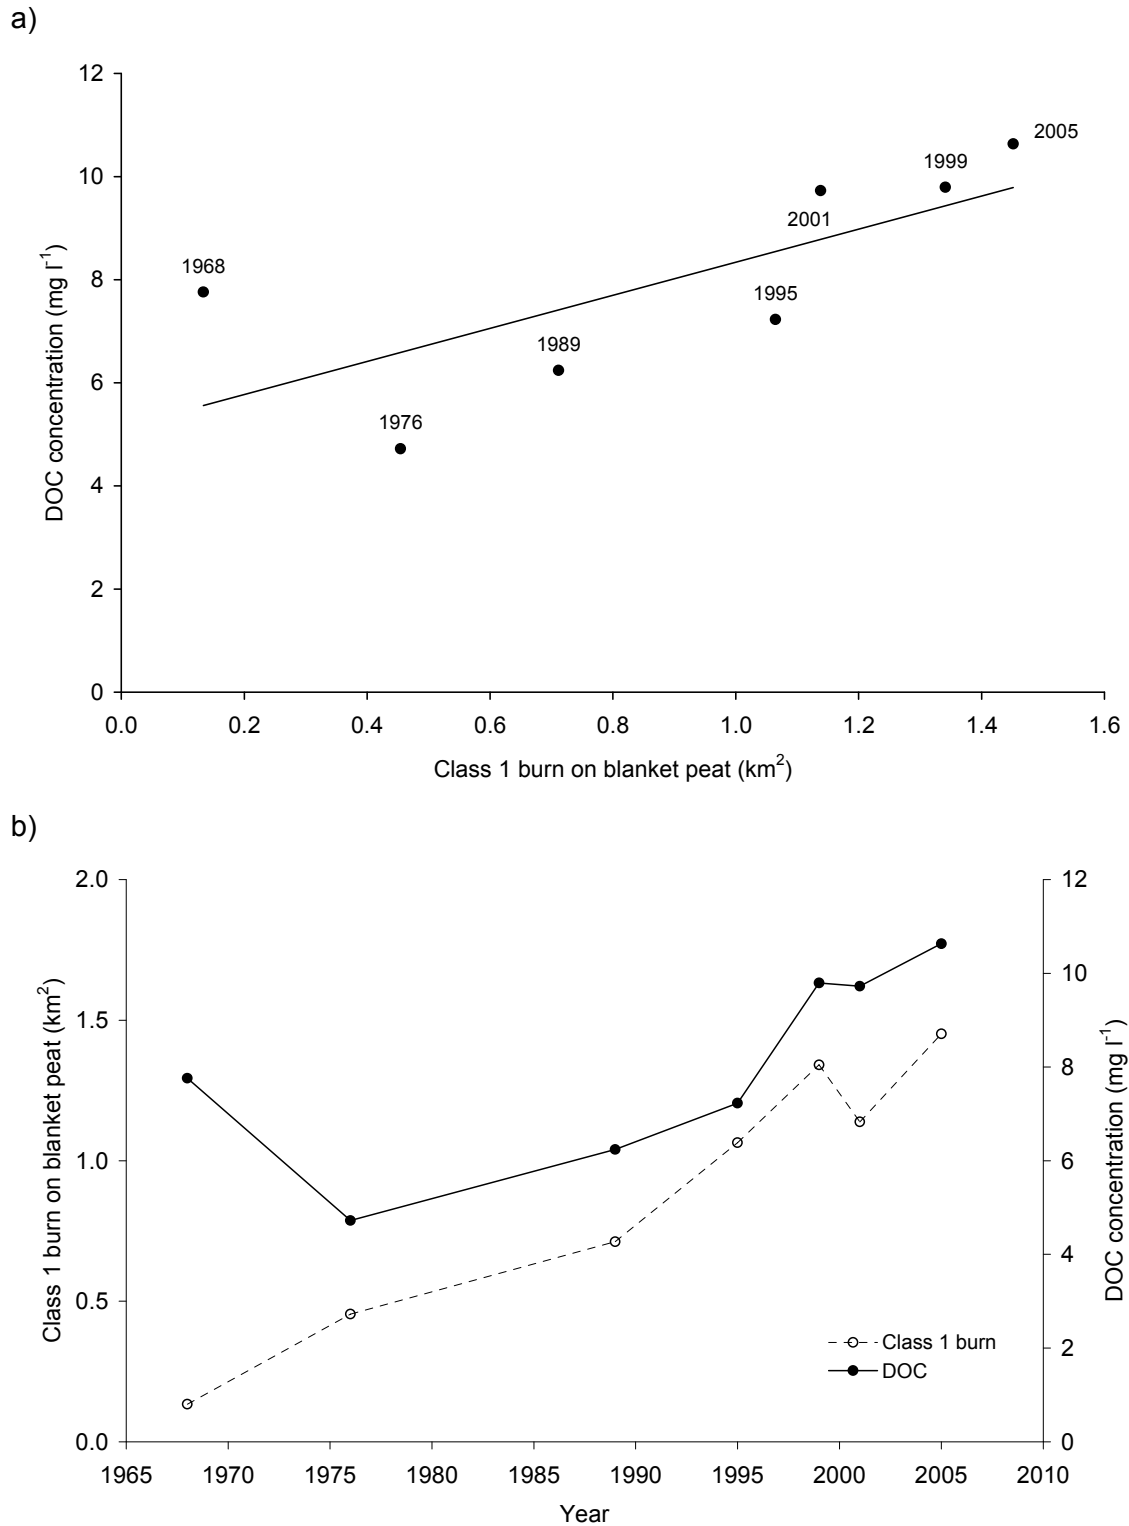 a)
12
10
8
6
4
2
0
DOC concentration (mg l⁻¹)
1968
1976
1989
1995
2001
1999
2005
0.0 0.2 0.4 0.6 0.8 1.0 1.2 1.4 1.6
Class 1 burn on blanket peat (km²)
b)
2.0
1.5
1.0
0.5
0.0
Class 1 burn on blanket peat (km²)
12
10
8
6
4
2
0
DOC concentration (mg l⁻¹)
Class 1 burn
DOC
1965 1970 1975 1980 1985 1990 1995 2000 2005 2010
Year